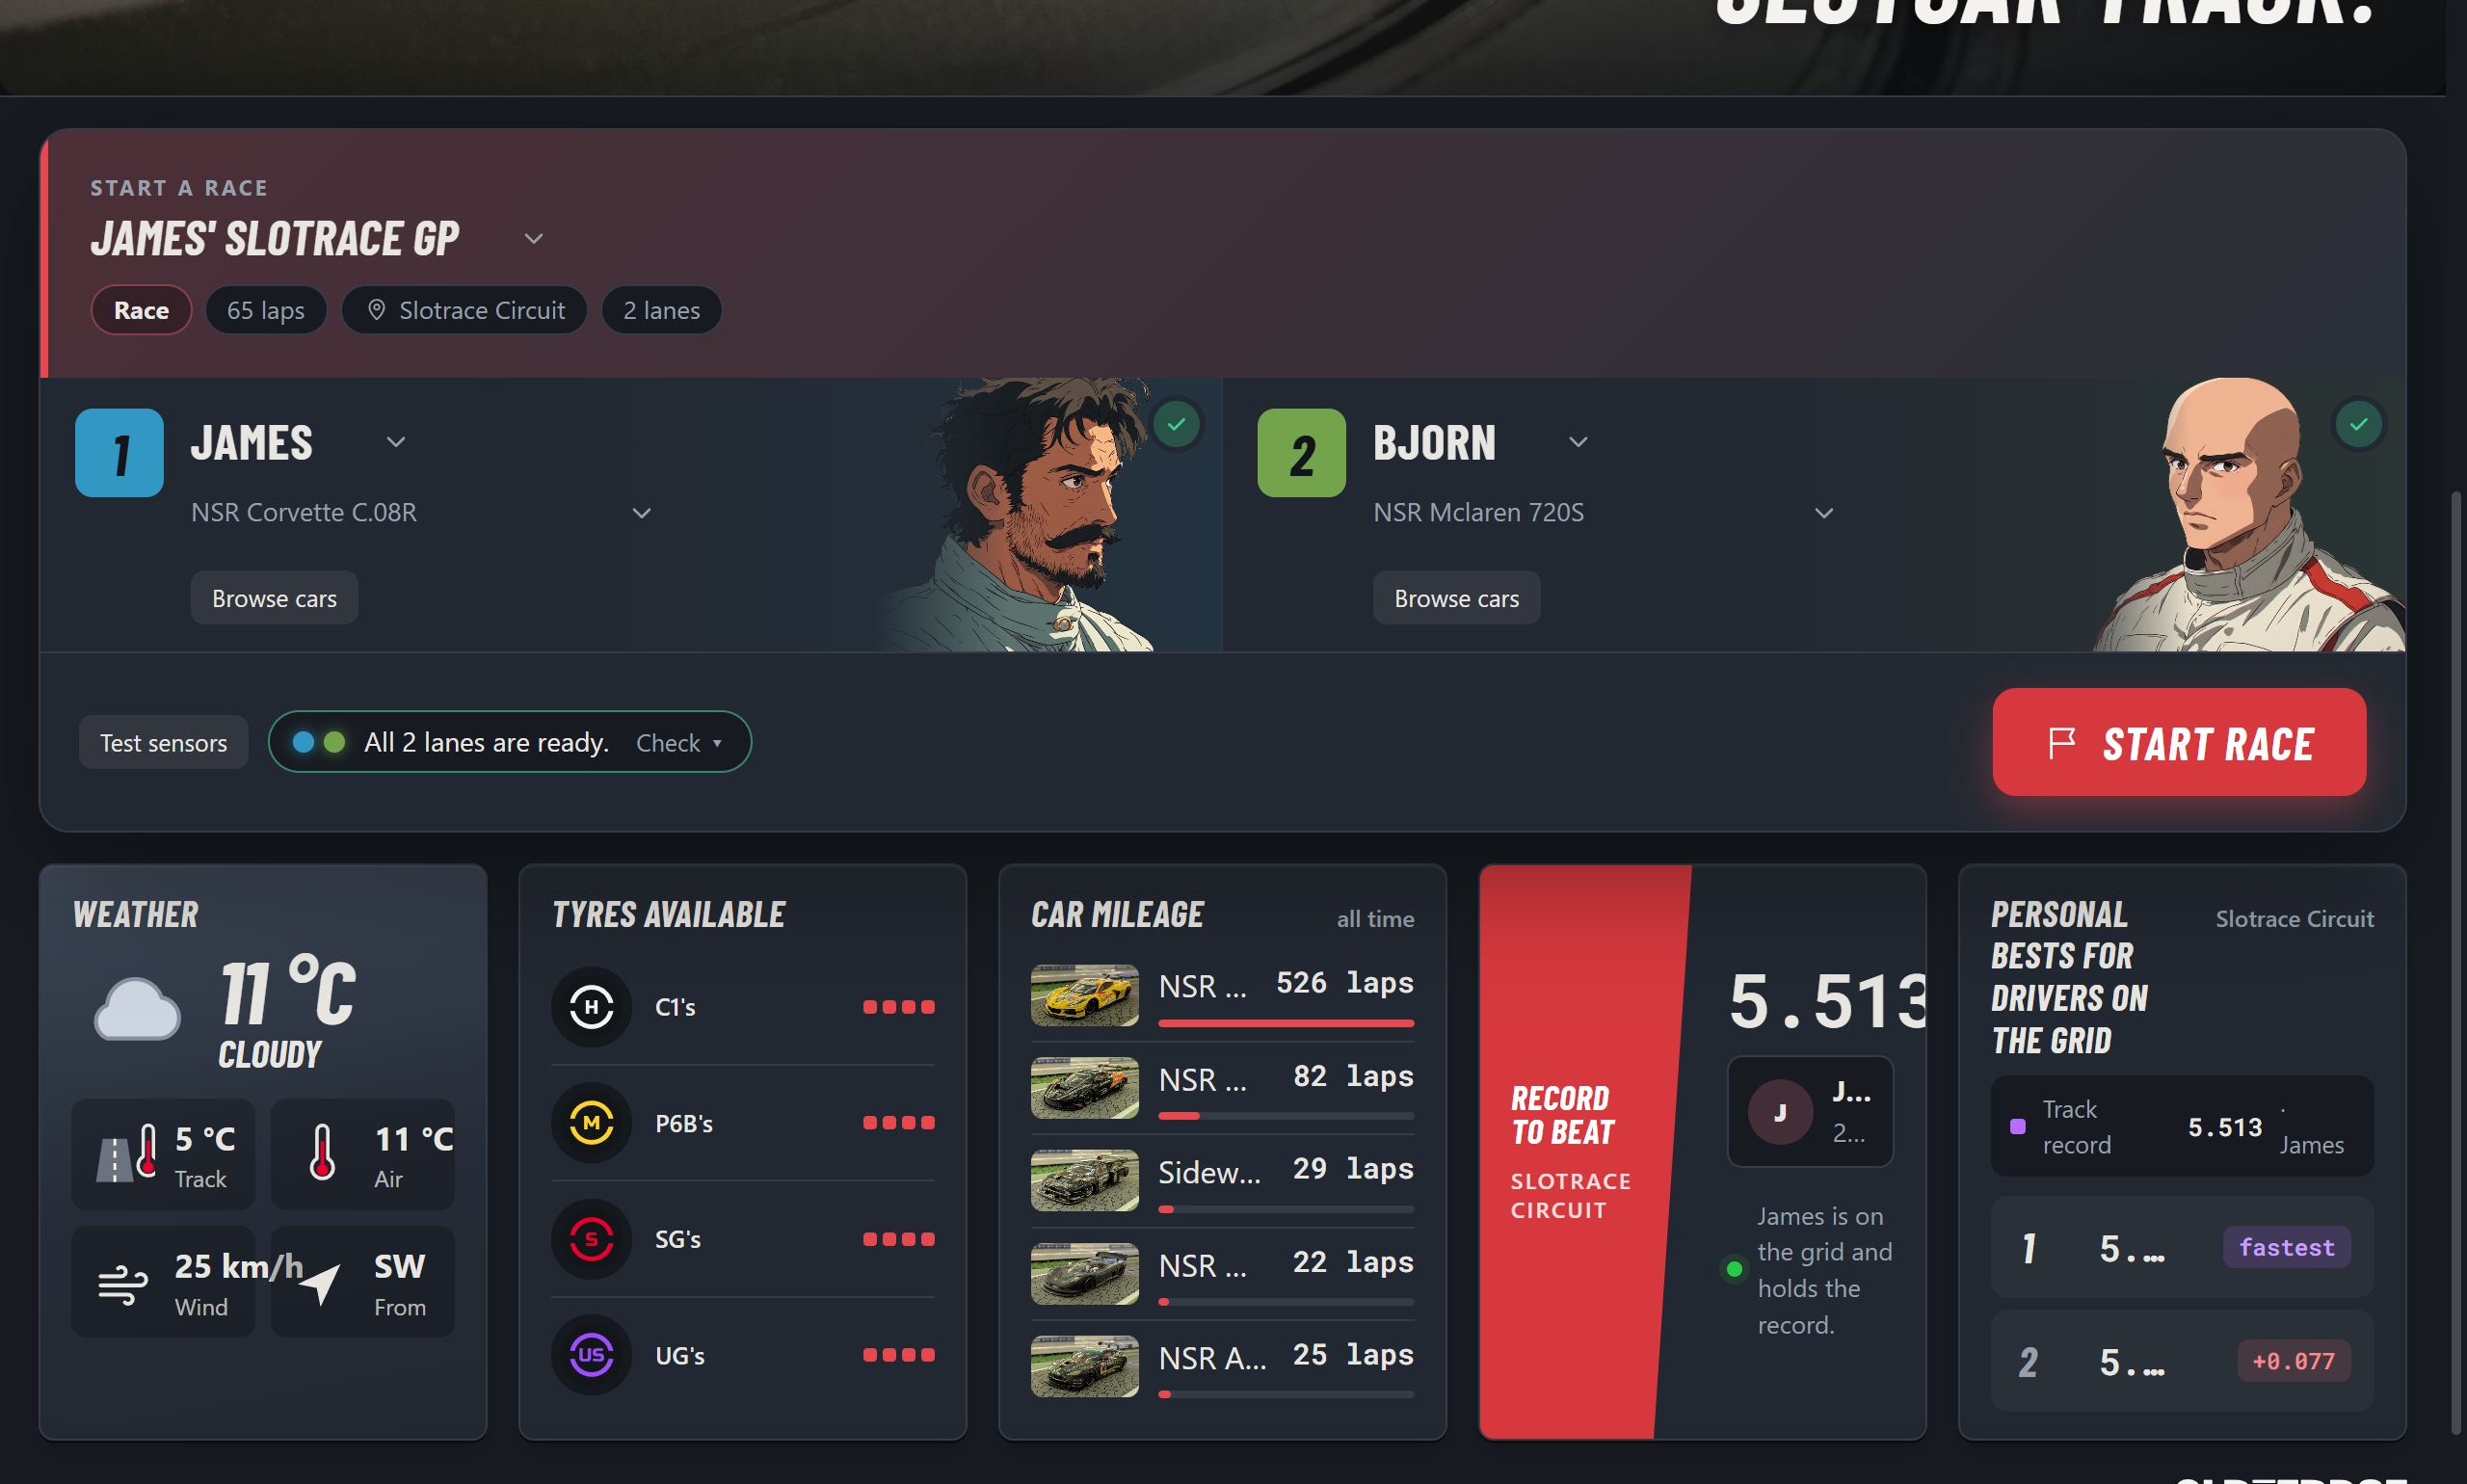 SLOTCAR TRACK.
START A RACE
JAMES' SLOTRACE GP
Race
65 laps
Slotrace Circuit
2 lanes
1
JAMES
NSR Corvette C.08R
Browse cars
2
BJORN
NSR Mclaren 720S
Browse cars
Test sensors
All 2 lanes are ready.
Check
START RACE
WEATHER
11 °C
CLOUDY
5 °C
Track
11 °C
Air
25 km/h
Wind
SW
From
TYRES AVAILABLE
H
C1's
M
P6B's
S
SG's
US
UG's
CAR MILEAGE
all time
NSR ...
526 laps
NSR ...
82 laps
Sidew...
29 laps
NSR ...
22 laps
NSR A...
25 laps
RECORD
TO BEAT
SLOTRACE
CIRCUIT
5.513
J
J...
2...
James is on
the grid and
holds the
record.
PERSONAL
BESTS FOR
DRIVERS ON
THE GRID
Slotrace Circuit
Track
record
5.513
·
James
1
5.…
fastest
2
5.…
+0.077